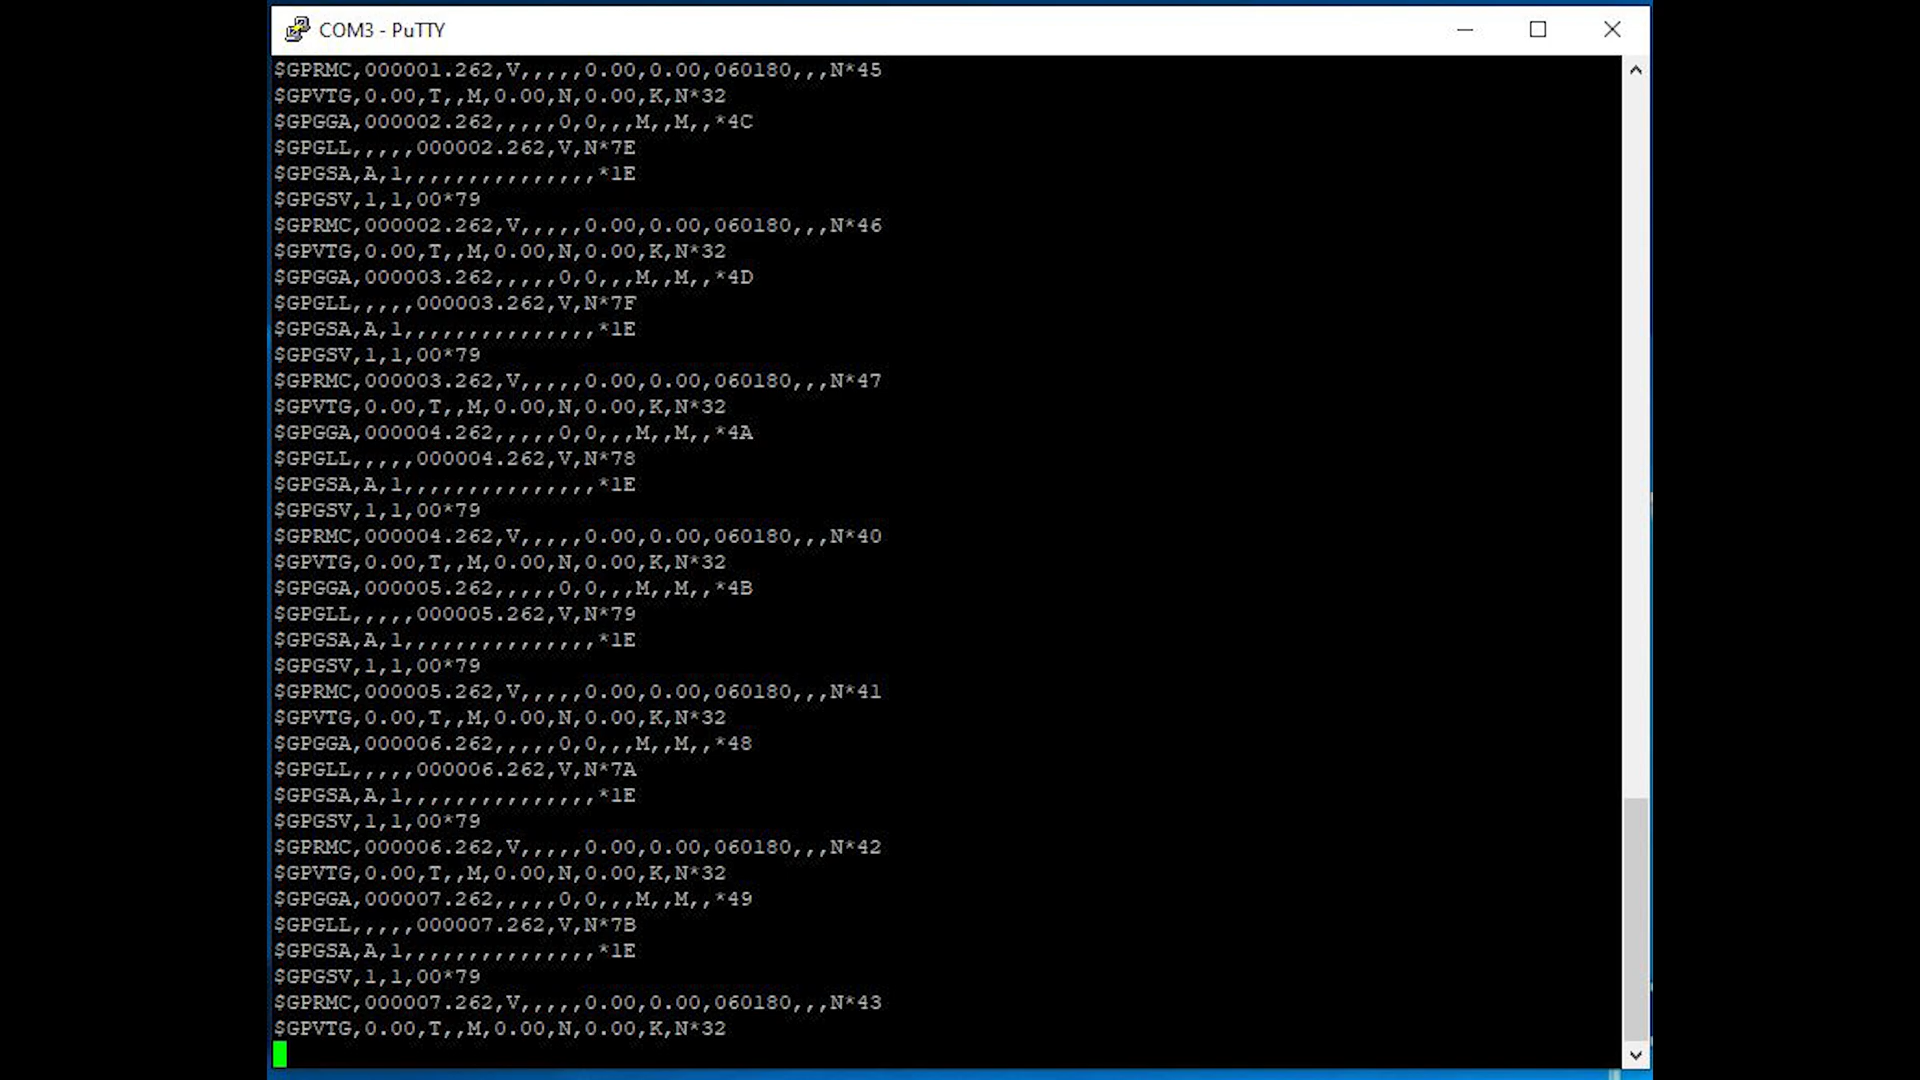 COM3 - PuTTY
$GPRMC,000001.262,V,,,,,0.00,0.00,060180,,,N*45
$GPVTG,0.00,T,,M,0.00,N,0.00,K,N*32
$GPGGA,000002.262,,,,,0,0,,,M,,M,,*4C
$GPGLL,,,,,000002.262,V,N*7E
$GPGSA,A,1,,,,,,,,,,,,,,,*1E
$GPGSV,1,1,00*79
$GPRMC,000002.262,V,,,,,0.00,0.00,060180,,,N*46
$GPVTG,0.00,T,,M,0.00,N,0.00,K,N*32
$GPGGA,000003.262,,,,,0,0,,,M,,M,,*4D
$GPGLL,,,,,000003.262,V,N*7F
$GPGSA,A,1,,,,,,,,,,,,,,,*1E
$GPGSV,1,1,00*79
$GPRMC,000003.262,V,,,,,0.00,0.00,060180,,,N*47
$GPVTG,0.00,T,,M,0.00,N,0.00,K,N*32
$GPGGA,000004.262,,,,,0,0,,,M,,M,,*4A
$GPGLL,,,,,000004.262,V,N*78
$GPGSA,A,1,,,,,,,,,,,,,,,*1E
$GPGSV,1,1,00*79
$GPRMC,000004.262,V,,,,,0.00,0.00,060180,,,N*40
$GPVTG,0.00,T,,M,0.00,N,0.00,K,N*32
$GPGGA,000005.262,,,,,0,0,,,M,,M,,*4B
$GPGLL,,,,,000005.262,V,N*79
$GPGSA,A,1,,,,,,,,,,,,,,,*1E
$GPGSV,1,1,00*79
$GPRMC,000005.262,V,,,,,0.00,0.00,060180,,,N*41
$GPVTG,0.00,T,,M,0.00,N,0.00,K,N*32
$GPGGA,000006.262,,,,,0,0,,,M,,M,,*48
$GPGLL,,,,,000006.262,V,N*7A
$GPGSA,A,1,,,,,,,,,,,,,,,*1E
$GPGSV,1,1,00*79
$GPRMC,000006.262,V,,,,,0.00,0.00,060180,,,N*42
$GPVTG,0.00,T,,M,0.00,N,0.00,K,N*32
$GPGGA,000007.262,,,,,0,0,,,M,,M,,*49
$GPGLL,,,,,000007.262,V,N*7B
$GPGSA,A,1,,,,,,,,,,,,,,,*1E
$GPGSV,1,1,00*79
$GPRMC,000007.262,V,,,,,0.00,0.00,060180,,,N*43
$GPVTG,0.00,T,,M,0.00,N,0.00,K,N*32